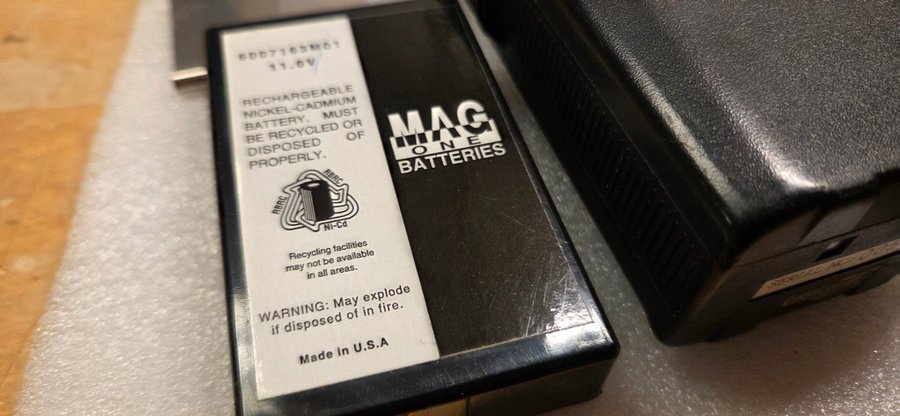 6007163M01
11.0V
RECHARGEABLE
NICKEL-CADMIUM
BATTERY. MUST
BE RECYCLED OR
DISPOSED OF
PROPERLY.
RBRC
RBRC
Ni-Cd
Recycling facilities
may not be available
in all areas.
WARNING: May explode
if disposed of in fire.
Made in U.S.A
MAG
ONE
BATTERIES
SERIAL NO.